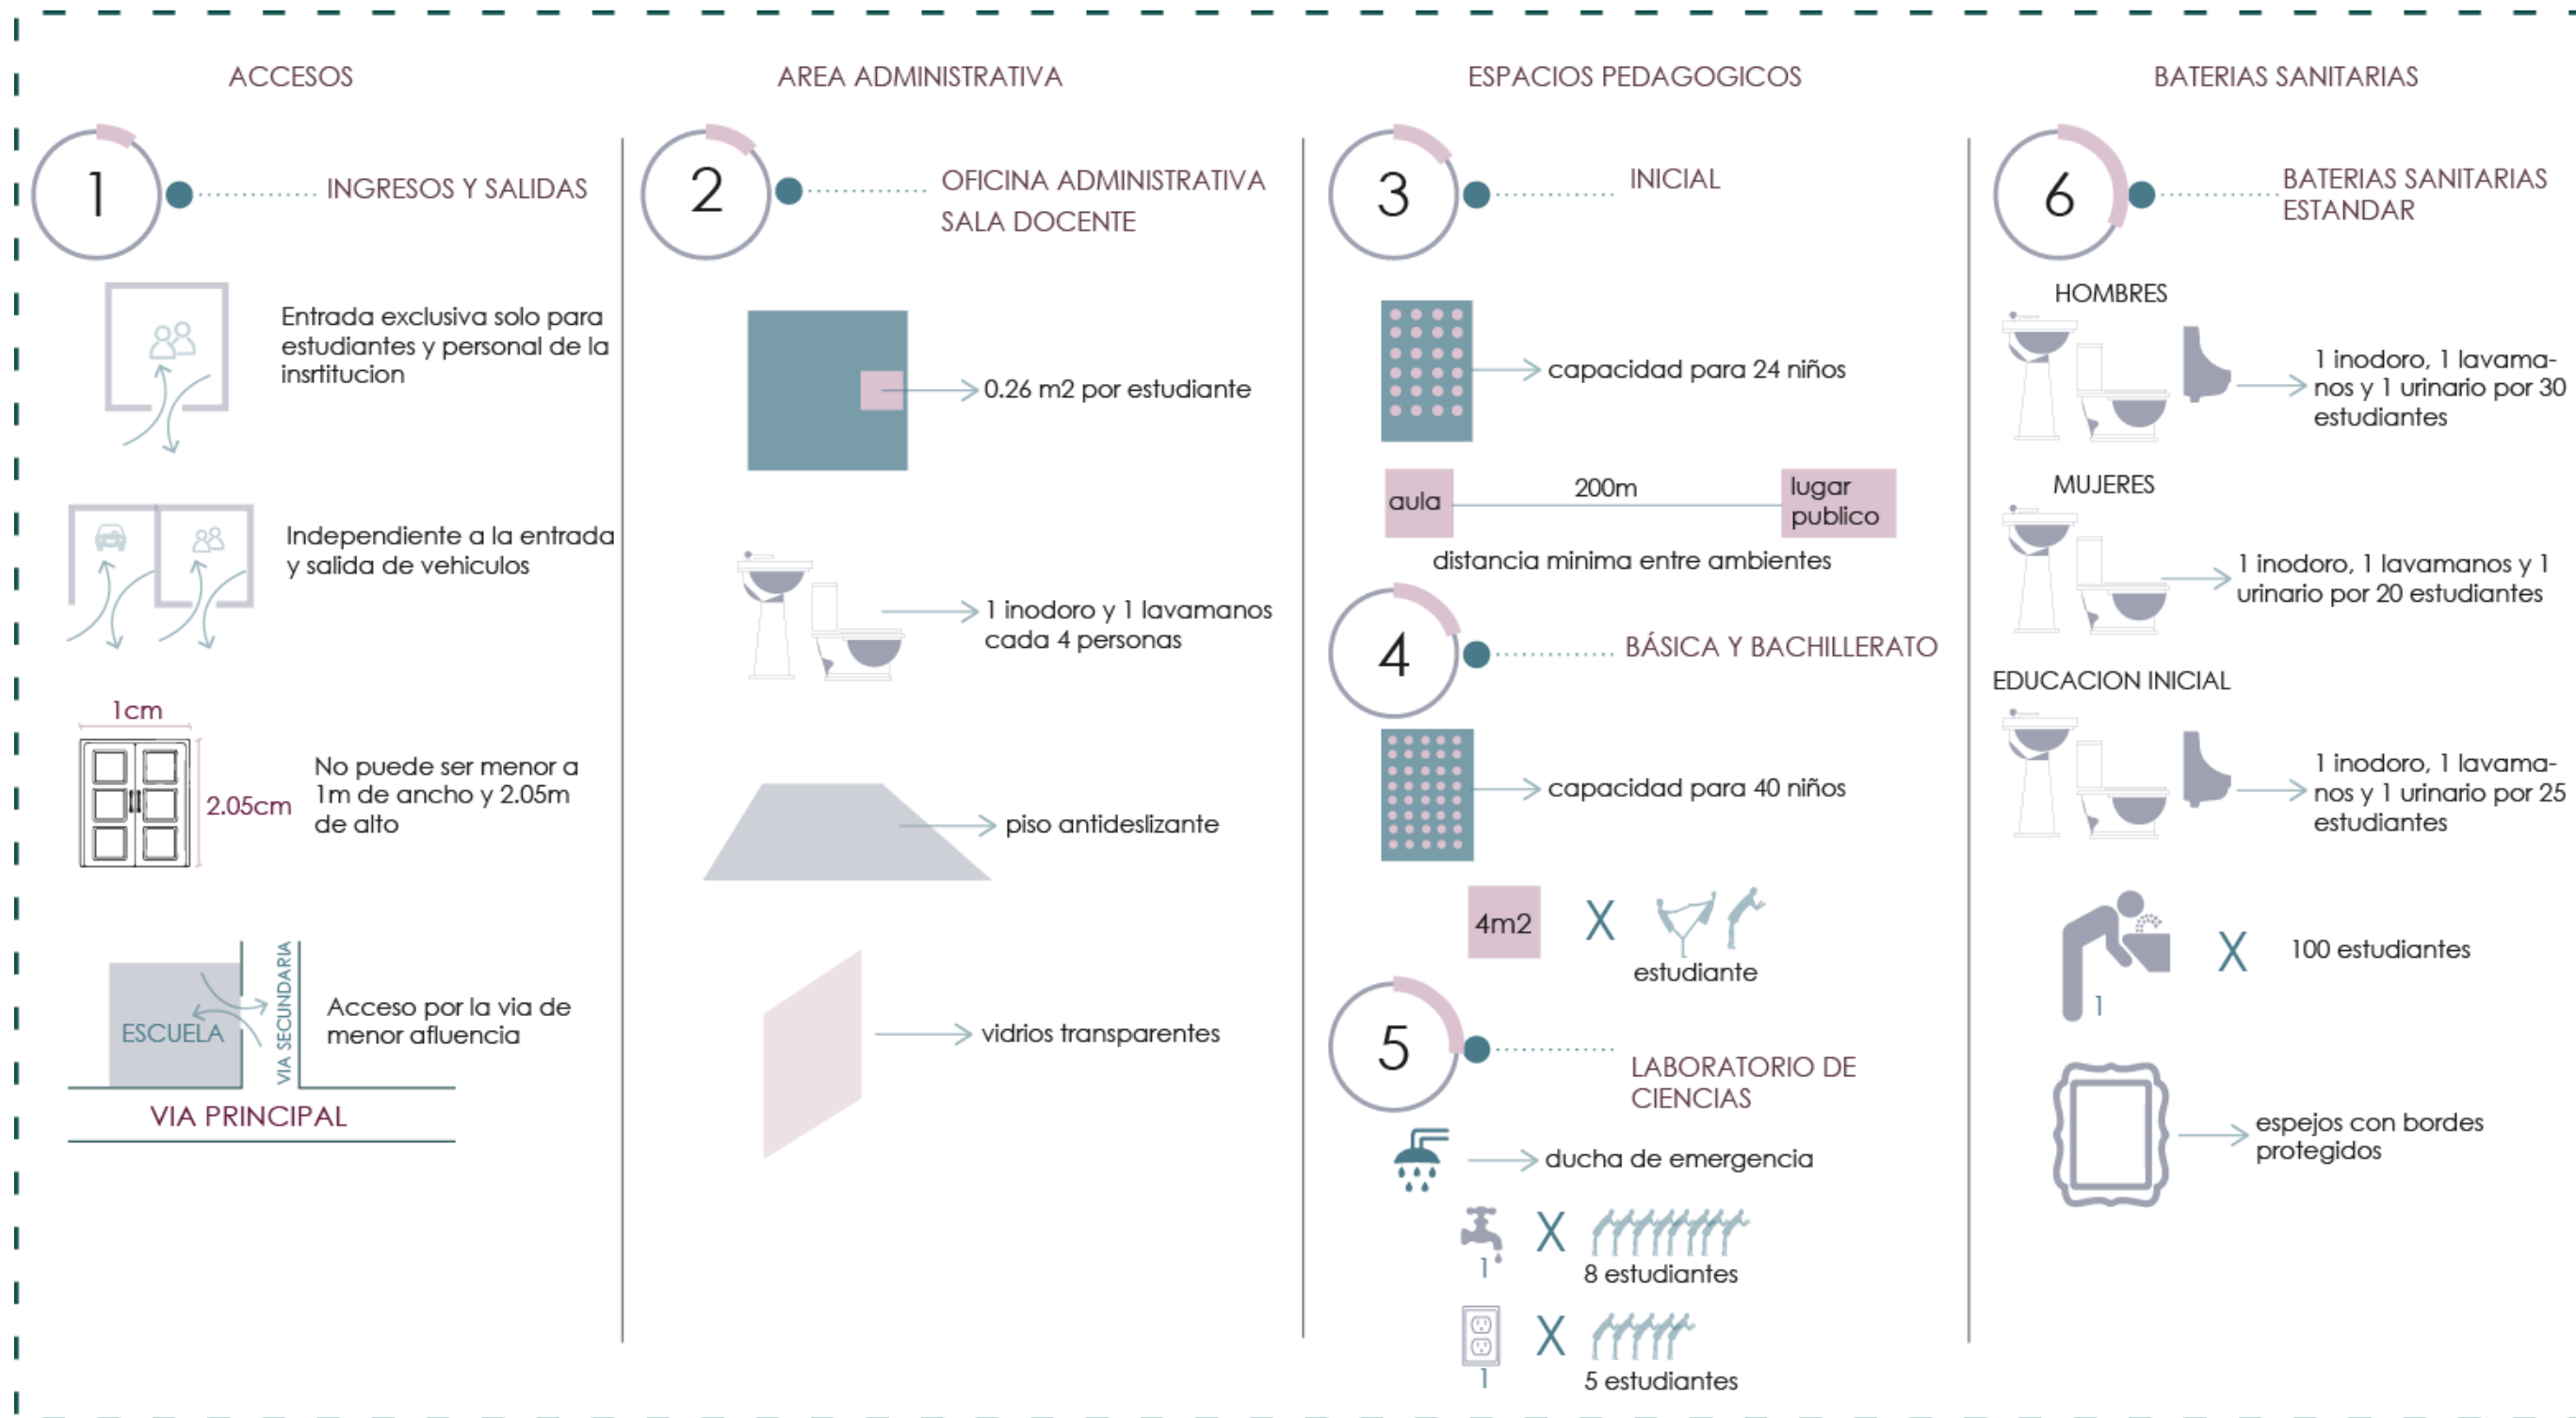 ACCESOS
1
INGRESOS Y SALIDAS
Entrada exclusiva solo para
estudiantes y personal de la
insrtitucion
Independiente a la entrada
y salida de vehiculos
1cm
2.05cm
No puede ser menor a
1m de ancho y 2.05m
de alto
ESCUELA
VIA SECUNDARIA
Acceso por la via de
menor afluencia
VIA PRINCIPAL
AREA ADMINISTRATIVA
2
OFICINA ADMINISTRATIVA
SALA DOCENTE
0.26 m2 por estudiante
1 inodoro y 1 lavamanos
cada 4 personas
piso antideslizante
vidrios transparentes
ESPACIOS PEDAGOGICOS
3
INICIAL
capacidad para 24 niños
aula
200m
lugar
publico
distancia minima entre ambientes
4
BÁSICA Y BACHILLERATO
capacidad para 40 niños
4m2
X
estudiante
5
LABORATORIO DE
CIENCIAS
ducha de emergencia
1
X
8 estudiantes
1
X
5 estudiantes
BATERIAS SANITARIAS
6
BATERIAS SANITARIAS
ESTANDAR
HOMBRES
1 inodoro, 1 lavama-
nos y 1 urinario por 30
estudiantes
MUJERES
1 inodoro, 1 lavamanos y 1
urinario por 20 estudiantes
EDUCACION INICIAL
1 inodoro, 1 lavama-
nos y 1 urinario por 25
estudiantes
1
X
100 estudiantes
espejos con bordes
protegidos